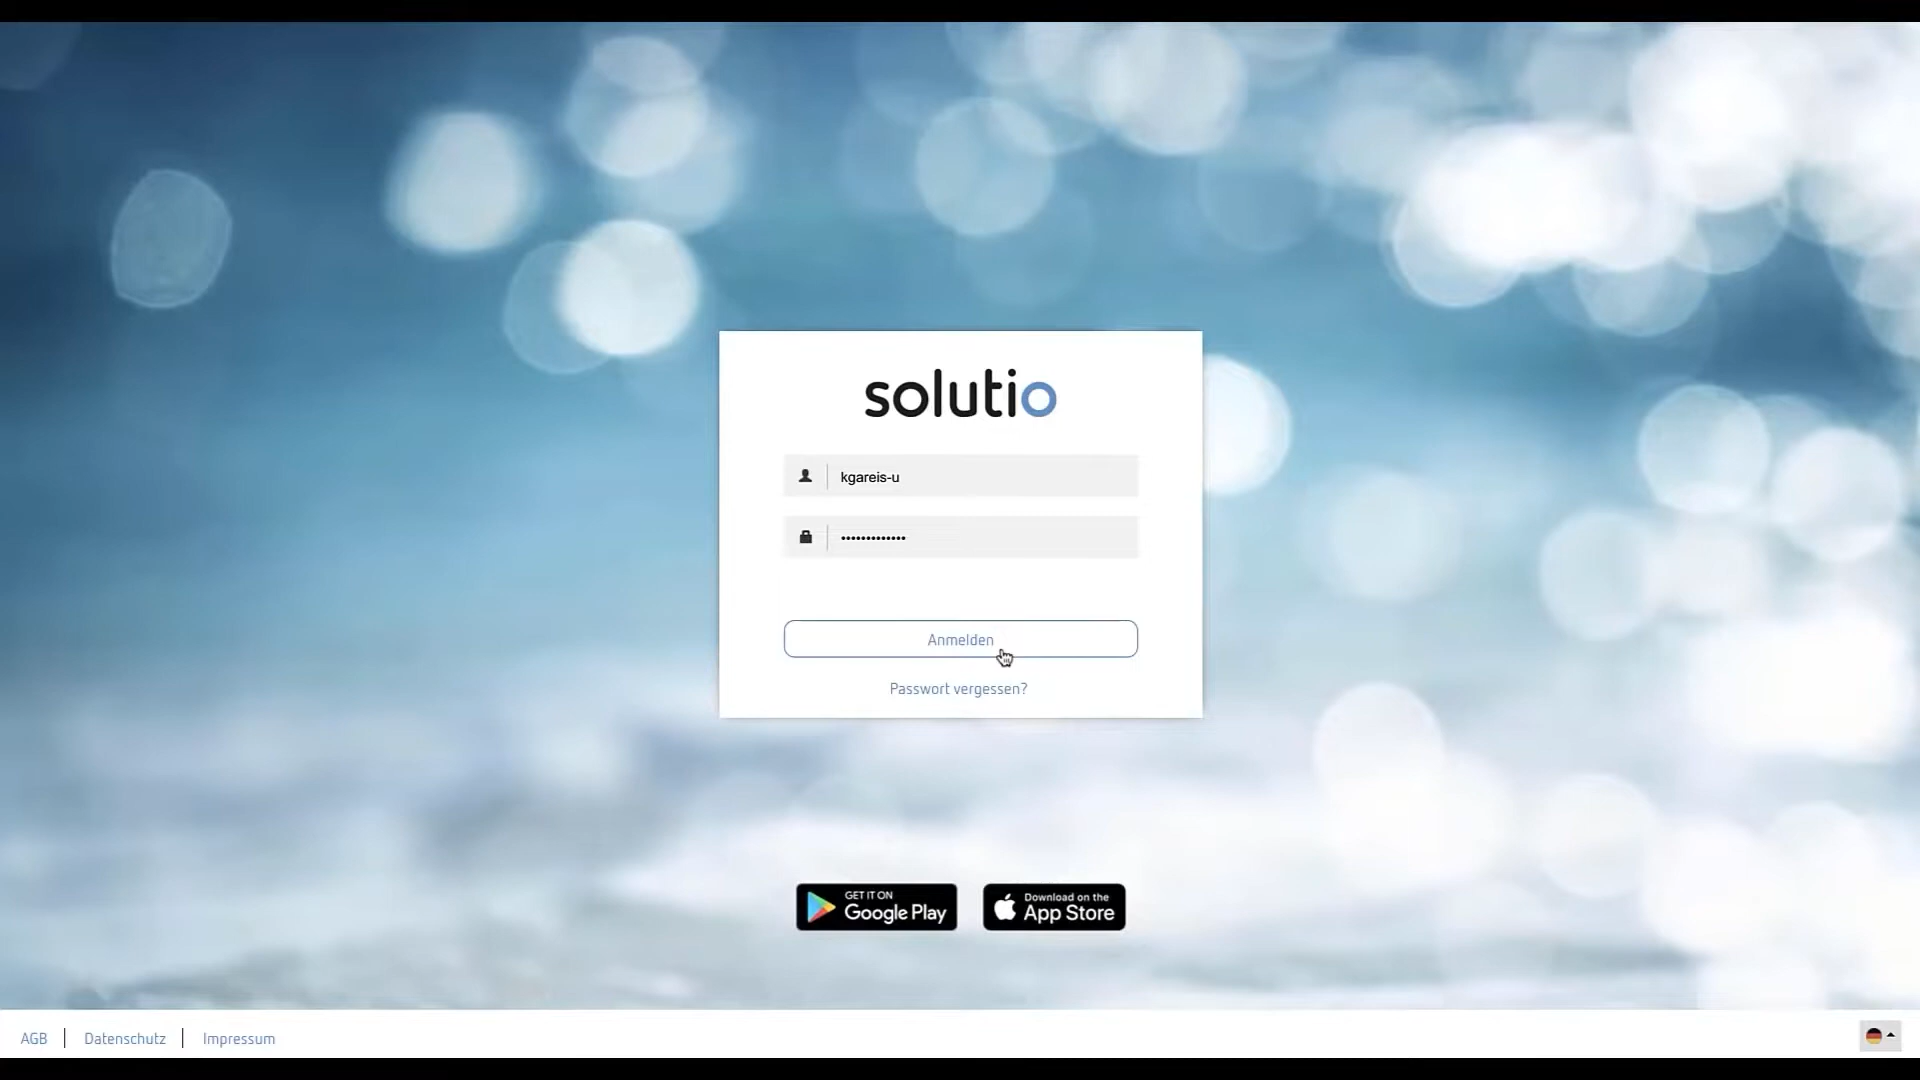 solutio
kgareis-u
•••••••••••••
Anmelden
Passwort vergessen?
GET IT ON
Google Play
Download on the
App Store
AGB
Datenschutz
Impressum